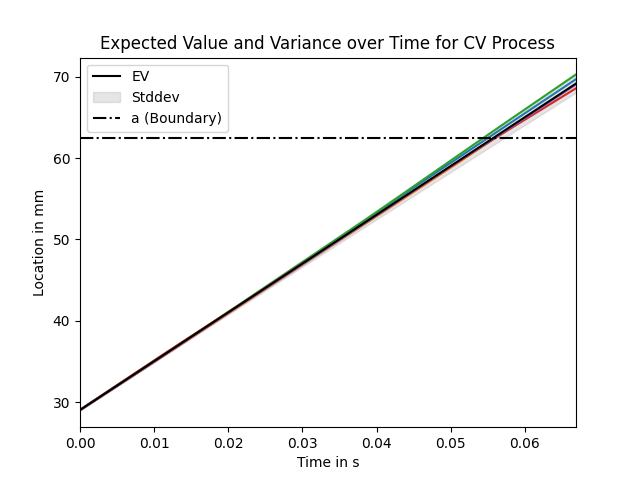 Expected Value and Variance over Time for CV Process
EV
Stddev
a (Boundary)
70
60
50
40
30
Location in mm
0.00 0.01 0.02 0.03 0.04 0.05 0.06
Time in s